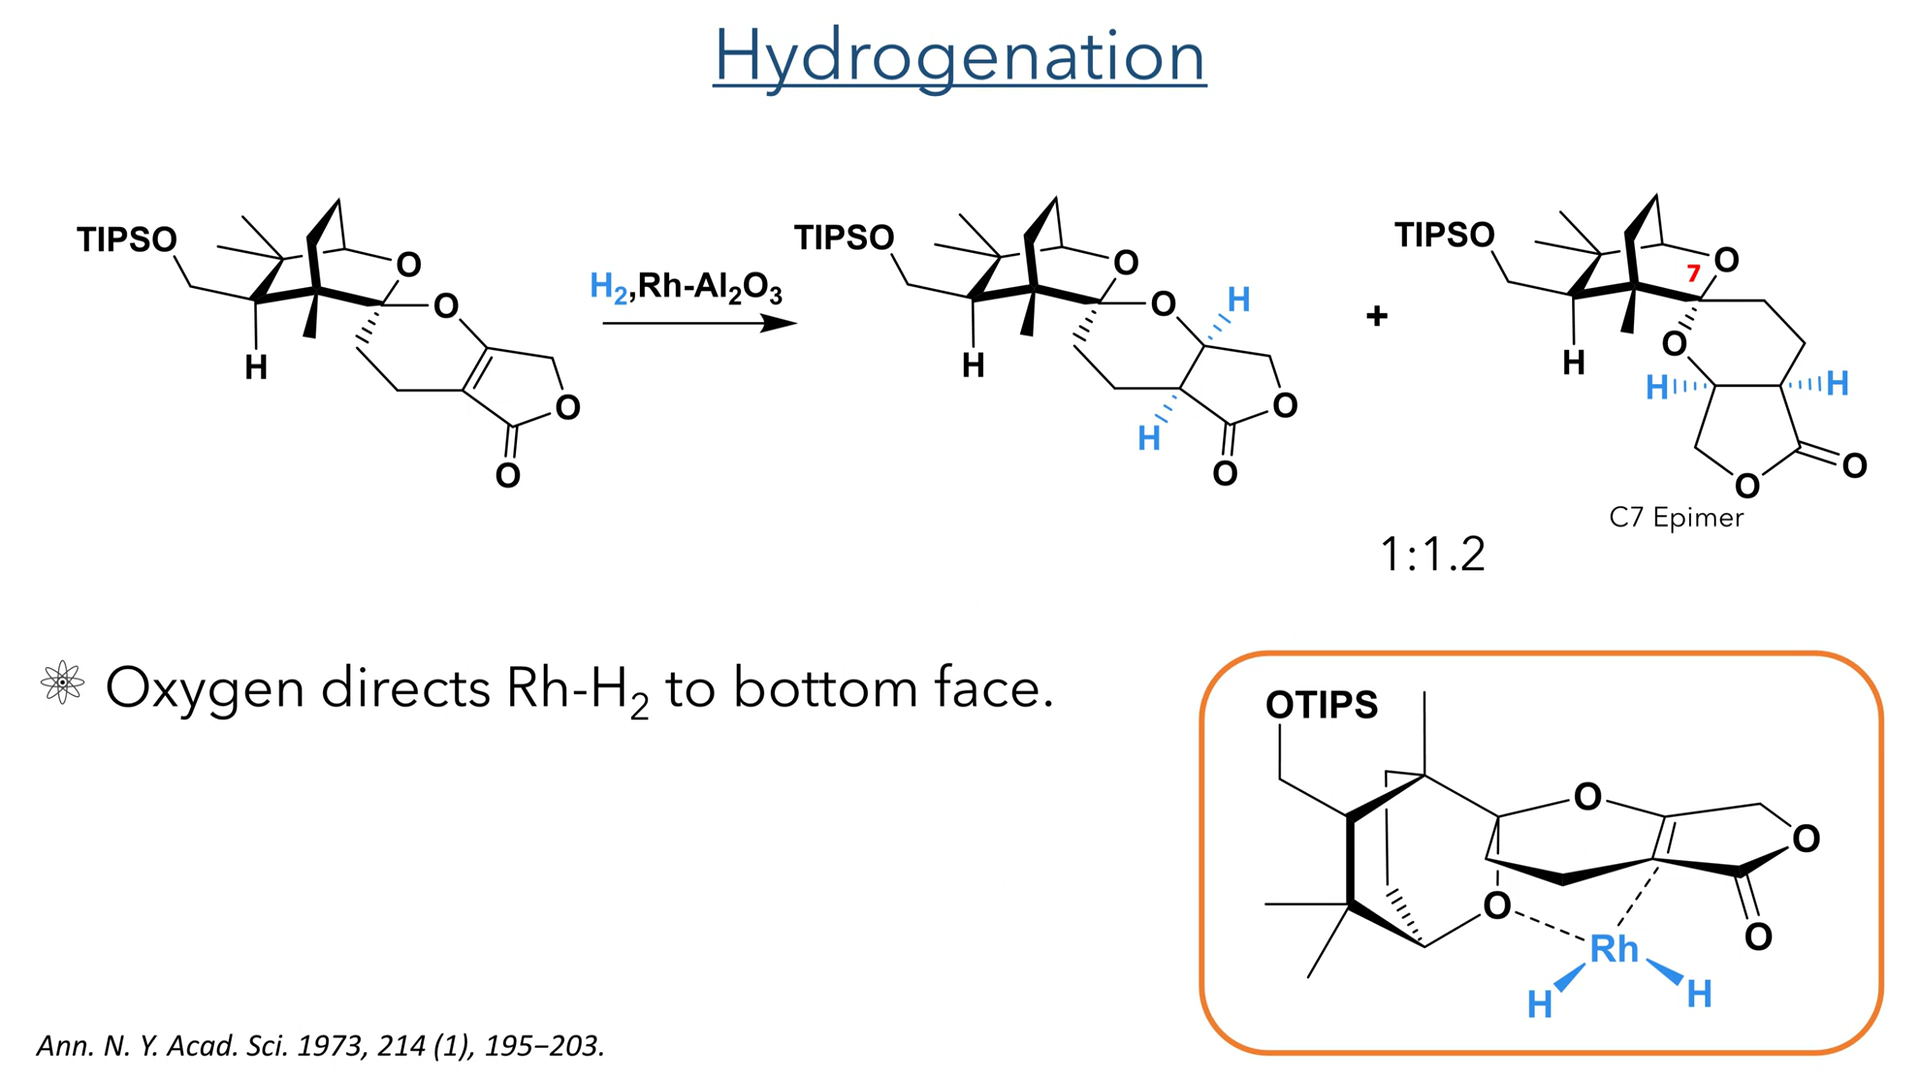 Hydrogenation
TIPSO
O
O
H
O
O
H₂,Rh-Al₂O₃
TIPSO
O
O
H
H
H
O
O
+
TIPSO
7
O
O
H
H
H
O
O
C7 Epimer
1:1.2
Oxygen directs Rh-H₂ to bottom face.
OTIPS
O
O
O
O
Rh
H
H
Ann. N. Y. Acad. Sci. 1973, 214 (1), 195–203.